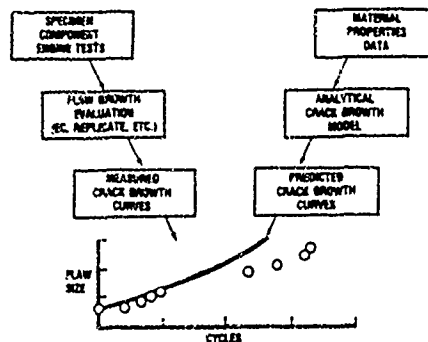 SPECIMEN
COMPONENT
ENGINE TESTS
MATERIAL
PROPERTIES
DATA
FLAW GROWTH
EVALUATION
(EC, REPLICATE, ETC.)
ANALYTICAL
CRACK GROWTH
MODEL
MEASURED
CRACK GROWTH
CURVES
PREDICTED
CRACK GROWTH
CURVES
FLAW
SIZE
CYCLES